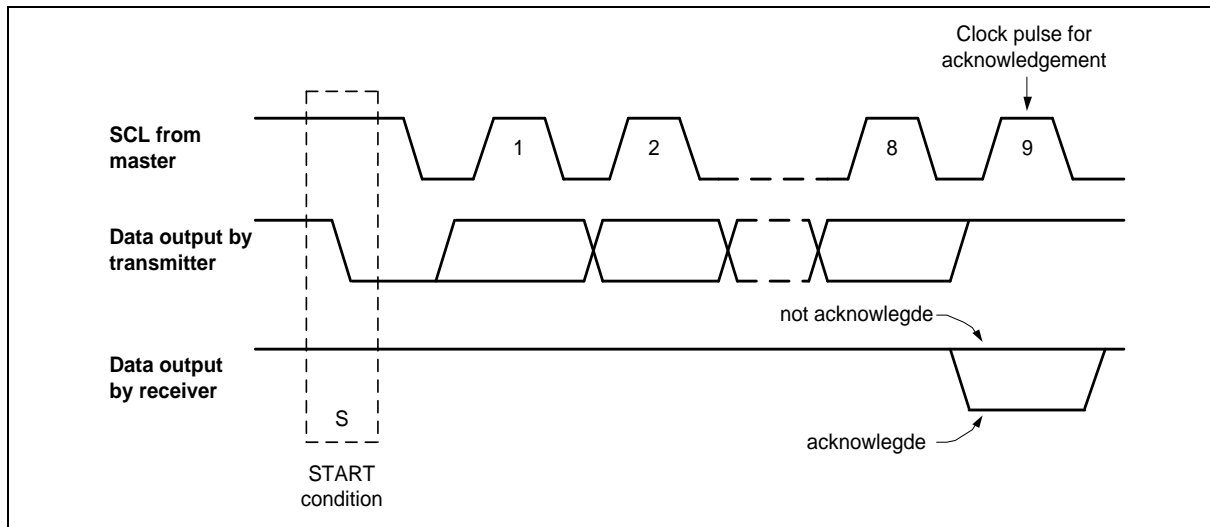 Clock pulse for
acknowledgement
SCL from
master
1
2
8
9
Data output by
transmitter
not acknowlegde
Data output
by receiver
S
acknowlegde
START
condition